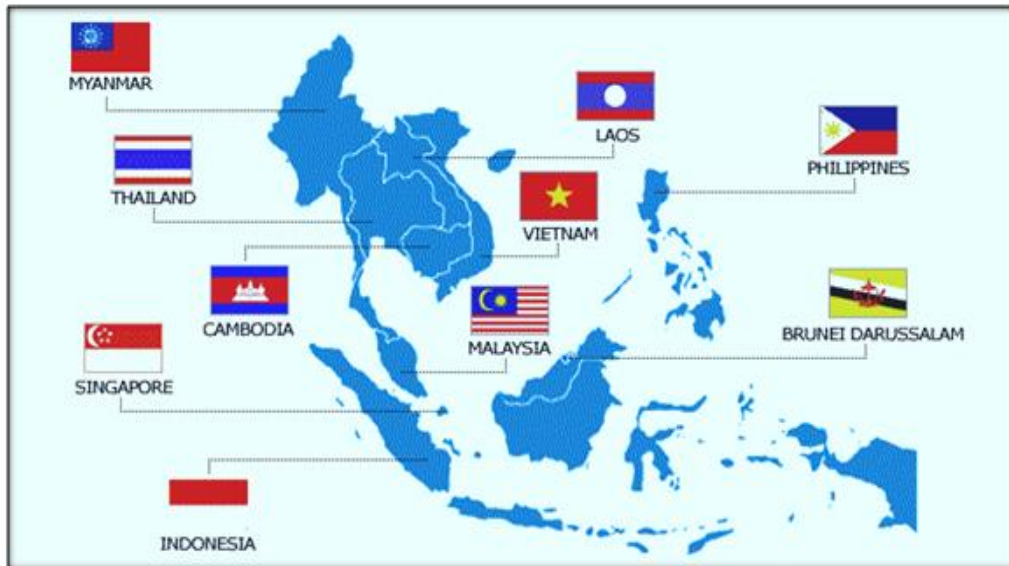 MYANMAR
LAOS
PHILIPPINES
THAILAND
VIETNAM
CAMBODIA
MALAYSIA
BRUNEI DARUSSALAM
SINGAPORE
INDONESIA